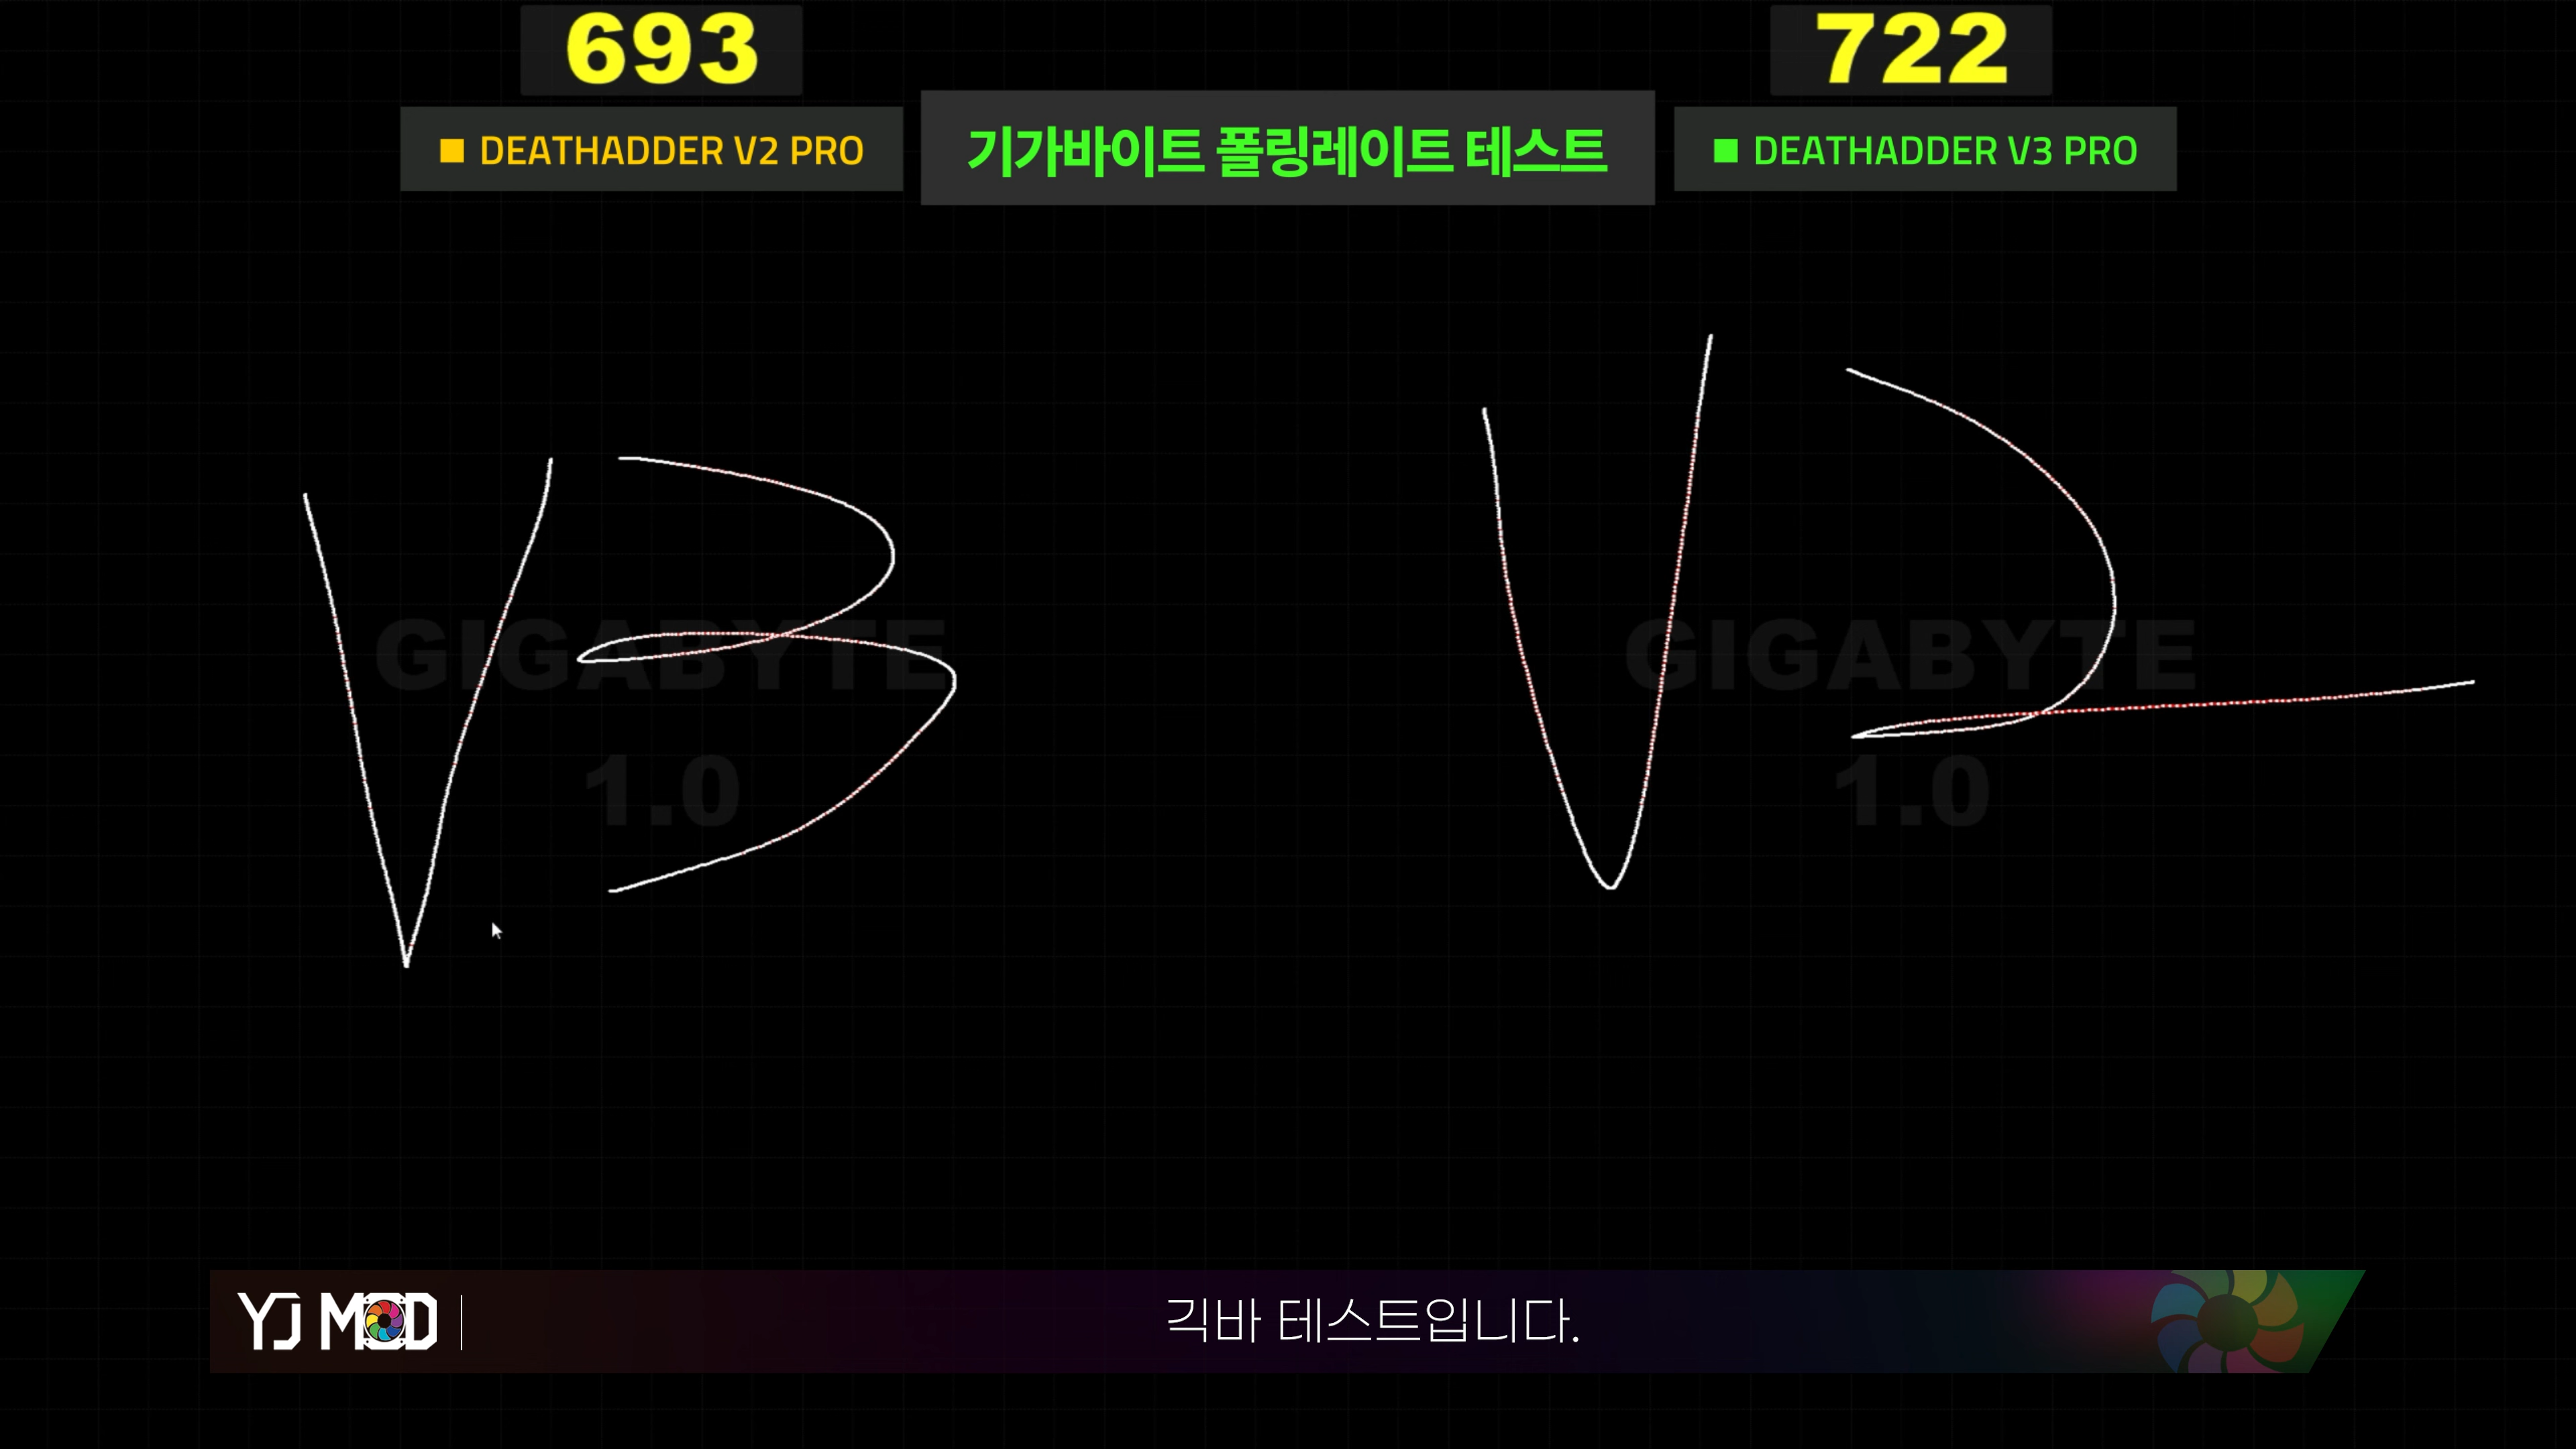 693
722
■ DEATHADDER V2 PRO
기가바이트 폴링레이트 테스트
■ DEATHADDER V3 PRO
GIGABYTE
1.0
GIGABYTE
1.0
YJ MOD
긱바 테스트입니다.